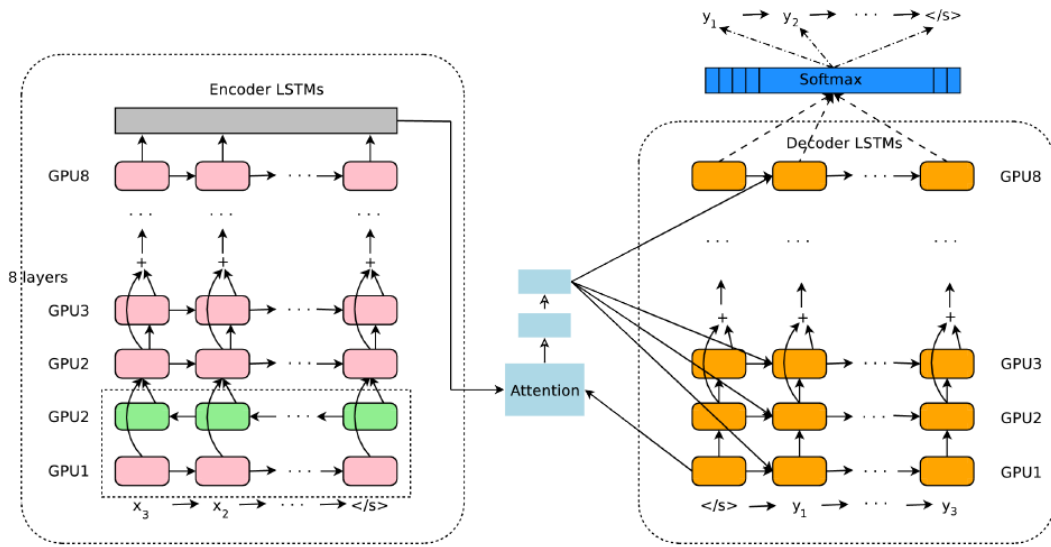 y1 y2 · · · </s>
Softmax
Encoder LSTMs
Decoder LSTMs
GPU8
GPU8
· · ·
· · ·
· · ·
· · ·
· · ·
· · ·
· · ·
· · ·
+ + +
8 layers
GPU3
· · ·
+ + +
GPU2
· · ·
GPU3
· · ·
Attention
GPU2
· · ·
GPU2
· · ·
GPU1
· · ·
GPU1
· · ·
x3 x2 · · · </s>
</s> y1 · · · y3